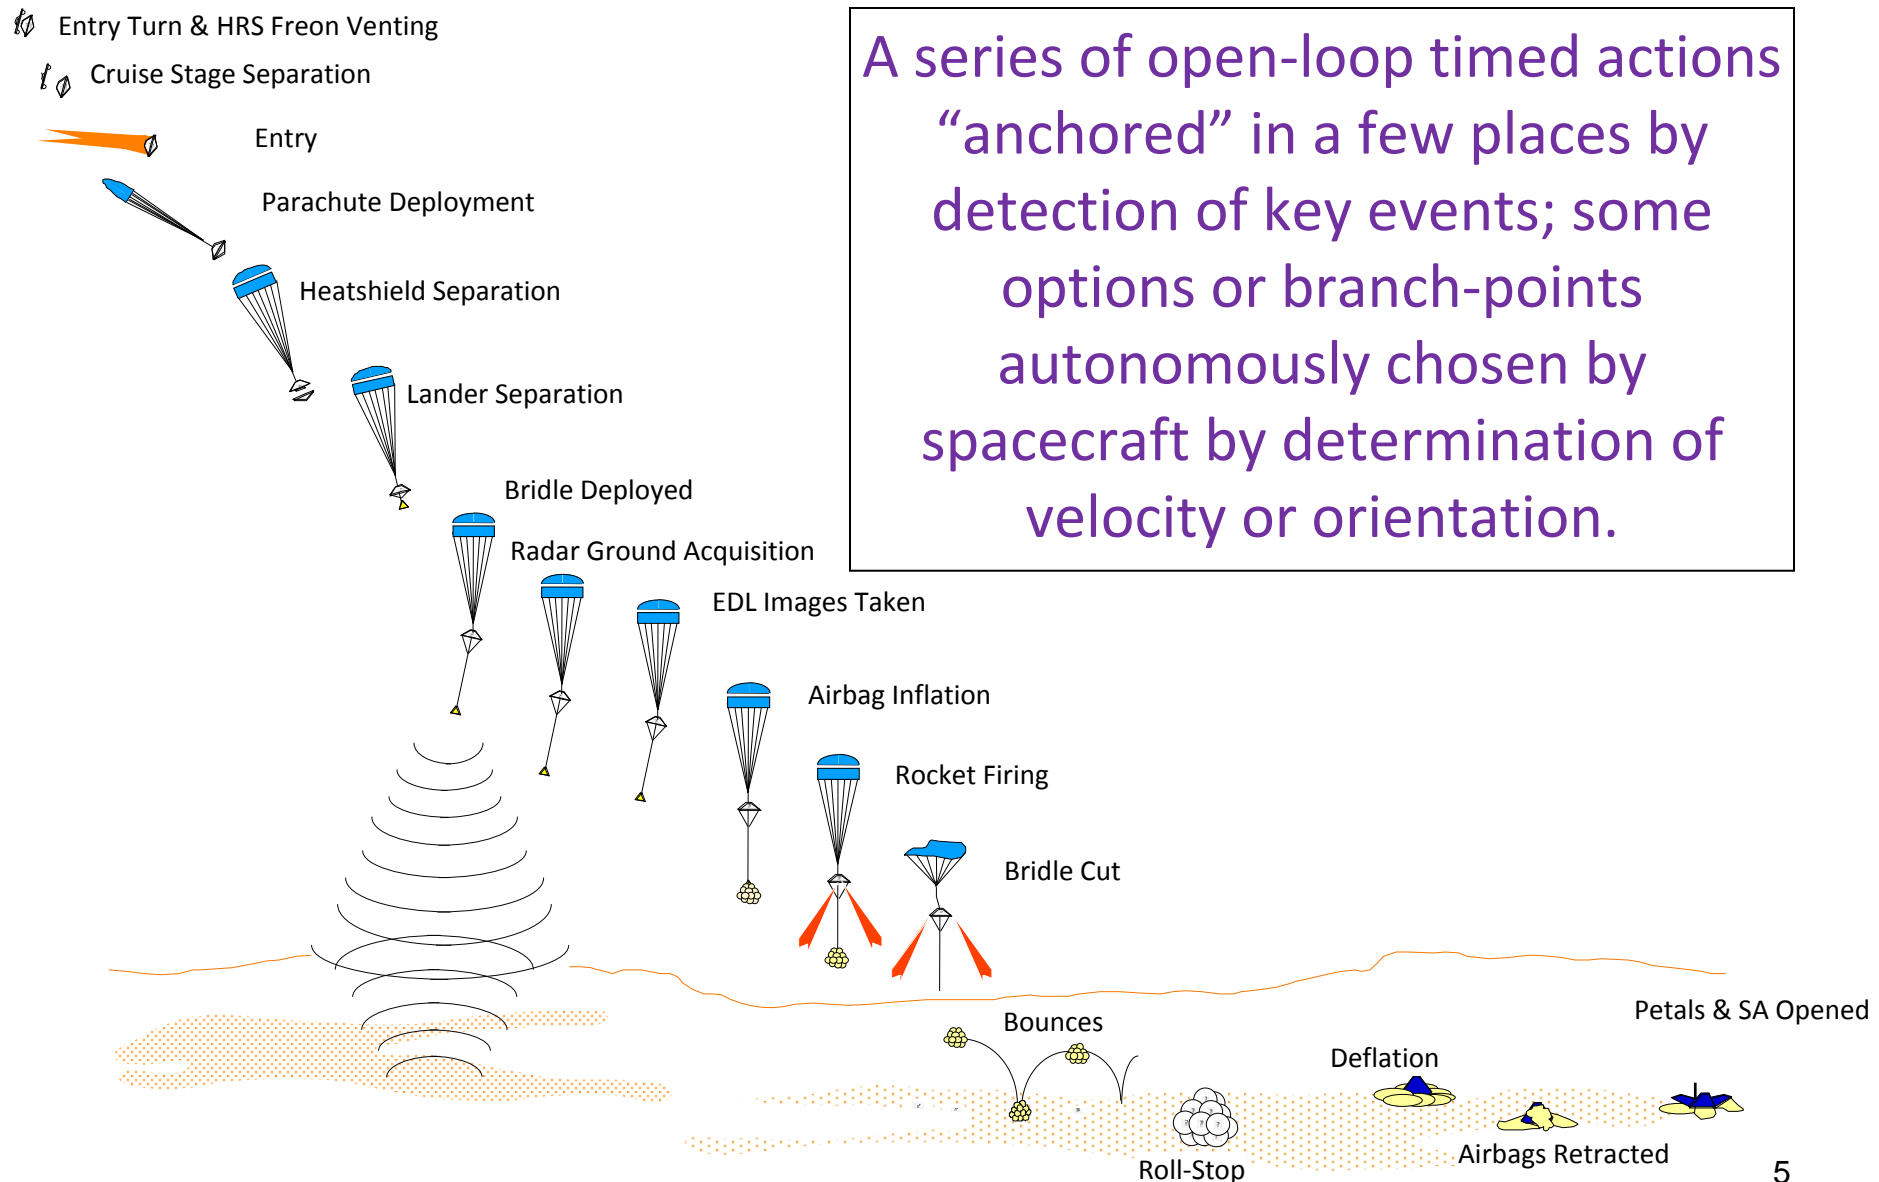 Entry Turn & HRS Freon Venting
Cruise Stage Separation
Entry
Parachute Deployment
Heatshield Separation
Lander Separation
Bridle Deployed
Radar Ground Acquisition
EDL Images Taken
Airbag Inflation
Rocket Firing
Bridle Cut
A series of open-loop timed actions
“anchored” in a few places by
detection of key events; some
options or branch-points
autonomously chosen by
spacecraft by determination of
velocity or orientation.
Bounces
Roll-Stop
Deflation
Airbags Retracted
Petals & SA Opened
5